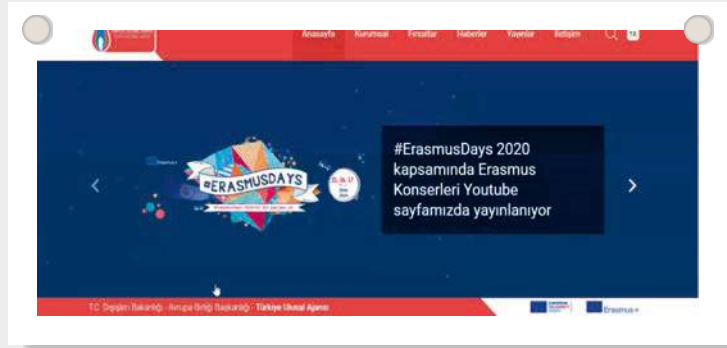 Anasayfa Kurumsal Fırsatlar Haberler Yayınlar İletişim TR
#ErasmusDays 2020
kapsamında Erasmus
Konserleri Youtube
sayfamızda yayınlanıyor
#ERASMUSDAYS
T.C. Dışişleri Bakanlığı - Avrupa Birliği Başkanlığı - Türkiye Ulusal Ajansı
Erasmus+